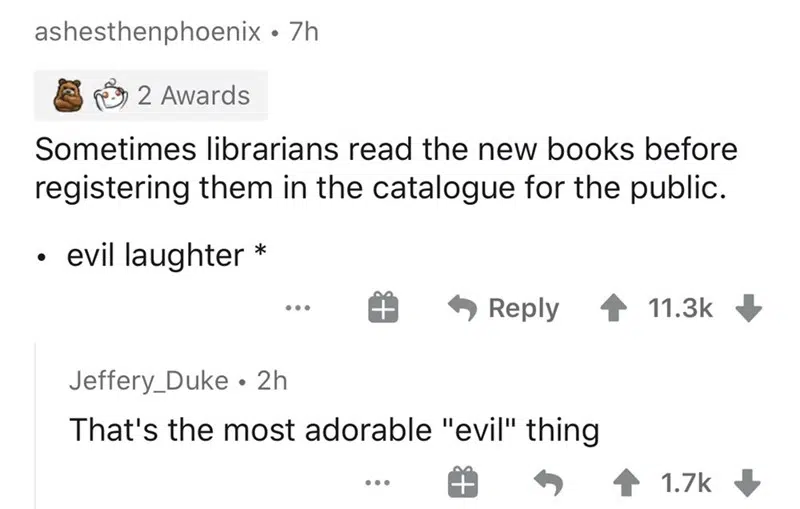 ashesthenphoenix • 7h
2 Awards
Sometimes librarians read the new books before
registering them in the catalogue for the public.
• evil laughter *
... Reply 11.3k
Jeffery_Duke • 2h
That's the most adorable "evil" thing
... 1.7k